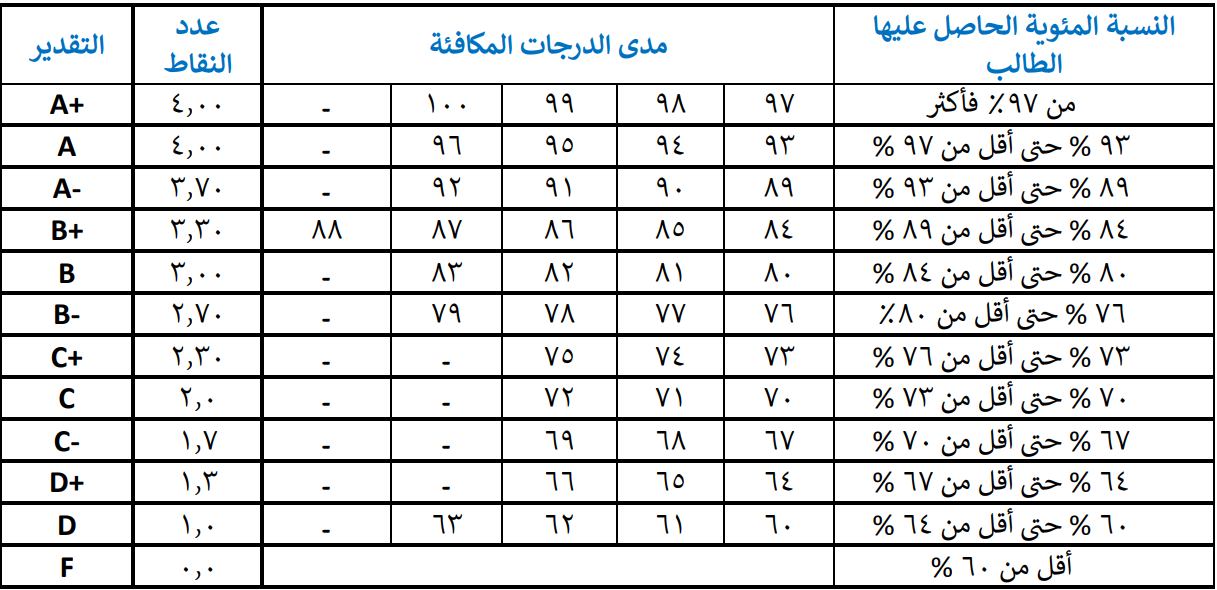 النسبة المئوية الحاصل عليها الطالب مدى الدرجات المكافئة عدد النقاط التقدير
من ٩٧٪ فأكثر ٩٧ ٩٨ ٩٩ ١٠٠ - ٤,٠٠ A+
٩٣ % حتى أقل من ٩٧ % ٩٣ ٩٤ ٩٥ ٩٦ - ٤,٠٠ A
٨٩ % حتى أقل من ٩٣ % ٨٩ ٩٠ ٩١ ٩٢ - ٣,٧٠ A-
٨٤ % حتى أقل من ٨٩ % ٨٤ ٨٥ ٨٦ ٨٧ ٨٨ ٣,٣٠ B+
٨٠ % حتى أقل من ٨٤ % ٨٠ ٨١ ٨٢ ٨٣ - ٣,٠٠ B
٧٦ % حتى أقل من ٨٠٪ ٧٦ ٧٧ ٧٨ ٧٩ - ٢,٧٠ B-
٧٣ % حتى أقل من ٧٦ % ٧٣ ٧٤ ٧٥ - - ٢,٣٠ C+
٧٠ % حتى أقل من ٧٣ % ٧٠ ٧١ ٧٢ - - ٢,٠ C
٦٧ % حتى أقل من ٧٠ % ٦٧ ٦٨ ٦٩ - - ١,٧ C-
٦٤ % حتى أقل من ٦٧ % ٦٤ ٦٥ ٦٦ - - ١,٣ D+
٦٠ % حتى أقل من ٦٤ % ٦٠ ٦١ ٦٢ ٦٣ - ١,٠ D
أقل من ٦٠ % ٠,٠ F